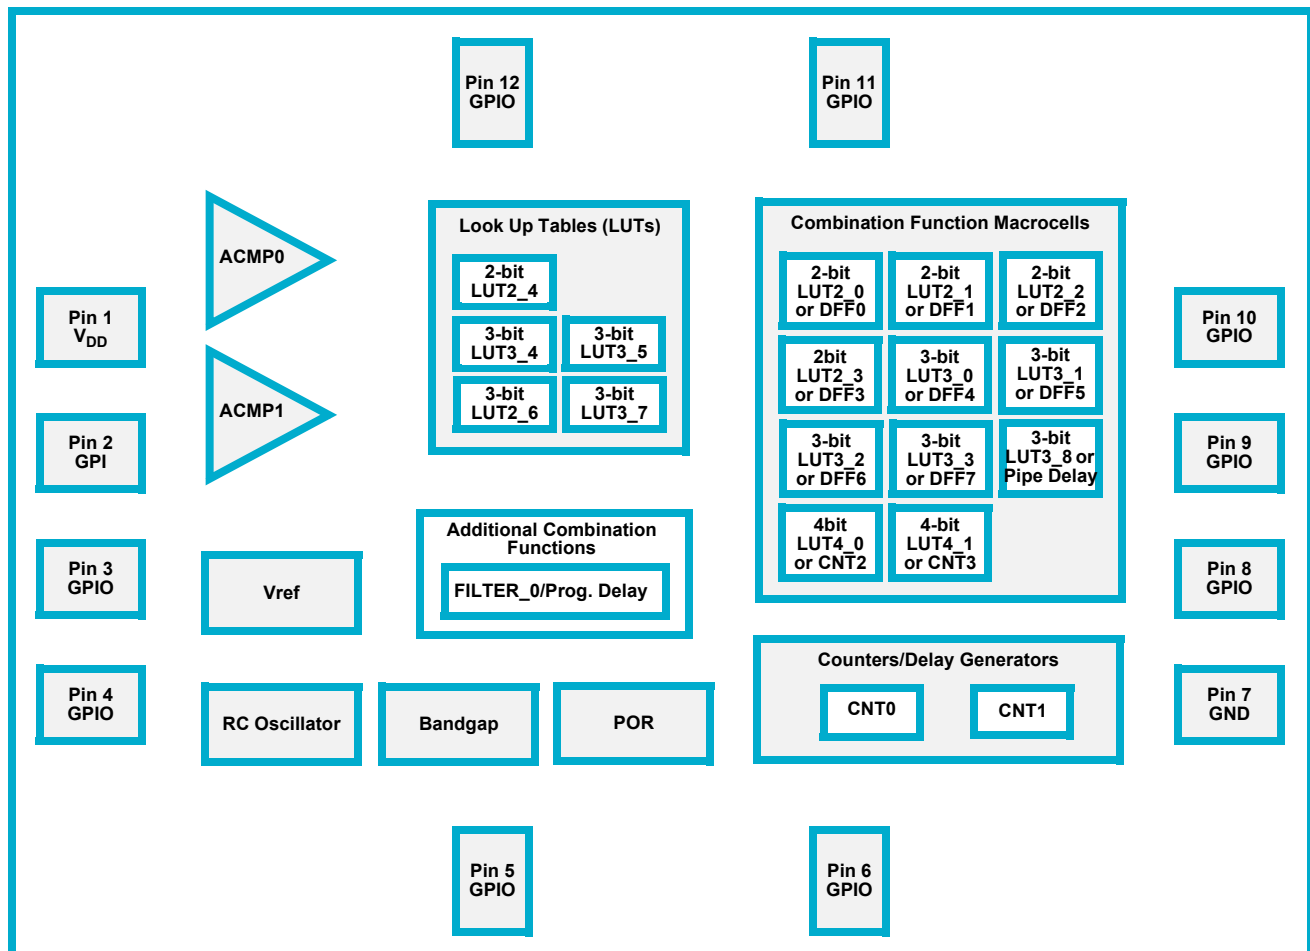 Pin 12
GPIO
Pin 11
GPIO
ACMP0
ACMP1
Pin 1
VDD
Pin 2
GPI
Pin 3
GPIO
Pin 4
GPIO
Look Up Tables (LUTs)
2-bit
LUT2_4
3-bit
LUT3_4
3-bit
LUT3_5
3-bit
LUT2_6
3-bit
LUT3_7
Combination Function Macrocells
2-bit
LUT2_0
or DFF0
2-bit
LUT2_1
or DFF1
2-bit
LUT2_2
or DFF2
2bit
LUT2_3
or DFF3
3-bit
LUT3_0
or DFF4
3-bit
LUT3_1
or DFF5
3-bit
LUT3_2
or DFF6
3-bit
LUT3_3
or DFF7
3-bit
LUT3_8 or
Pipe Delay
4bit
LUT4_0
or CNT2
4-bit
LUT4_1
or CNT3
Additional Combination
Functions
FILTER_0/Prog. Delay
Vref
RC Oscillator
Bandgap
POR
Counters/Delay Generators
CNT0
CNT1
Pin 10
GPIO
Pin 9
GPIO
Pin 8
GPIO
Pin 7
GND
Pin 5
GPIO
Pin 6
GPIO